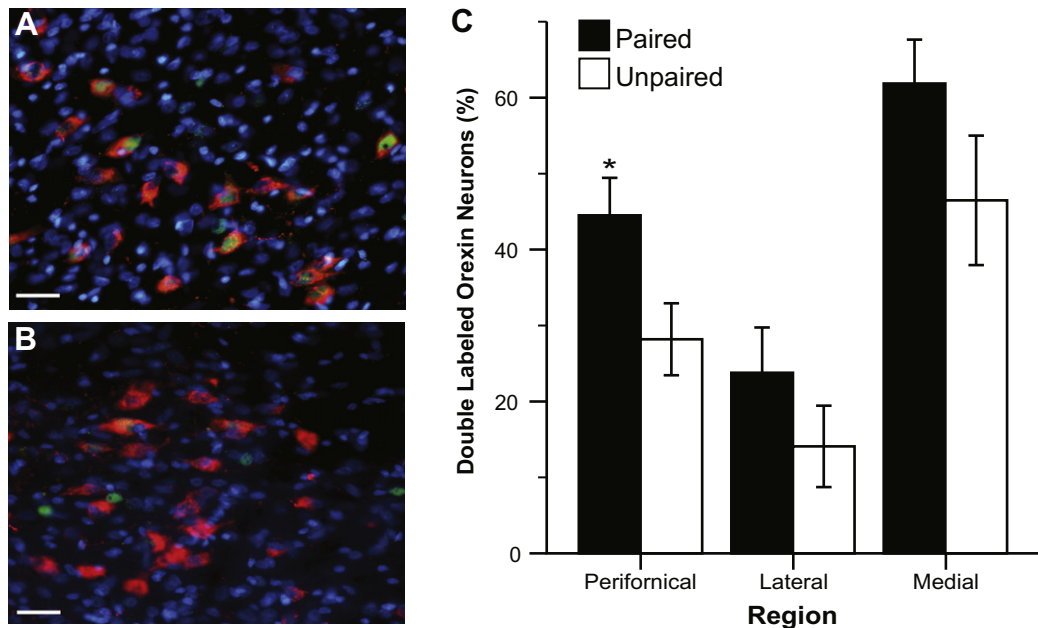 A
B
C
Paired
Unpaired
Double Labeled Orexin Neurons (%)
60
40
20
0
*
Perifornical
Lateral
Medial
Region